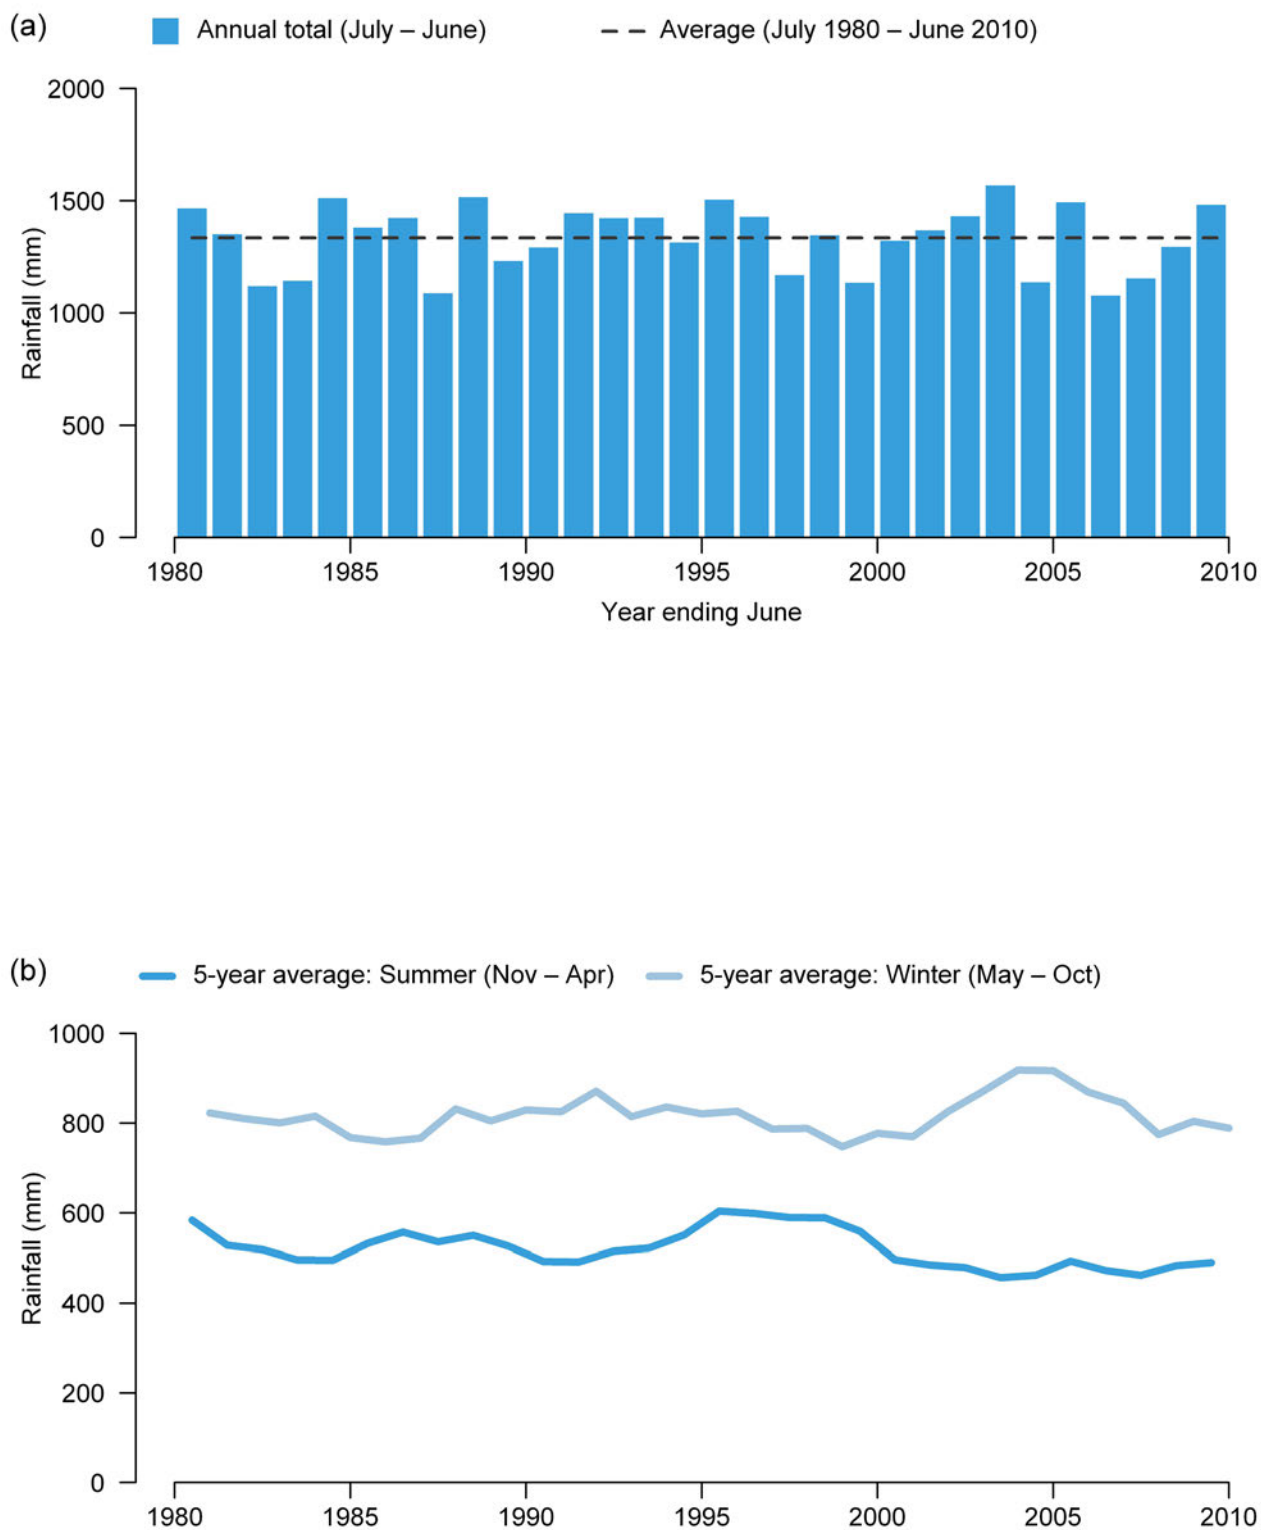 (a)
Annual total (July – June)
Average (July 1980 – June 2010)
2000
1500
1000
500
0
Rainfall (mm)
1980 1985 1990 1995 2000 2005 2010
Year ending June
(b)
5-year average: Summer (Nov – Apr)
5-year average: Winter (May – Oct)
1000
800
600
400
200
0
Rainfall (mm)
1980 1985 1990 1995 2000 2005 2010